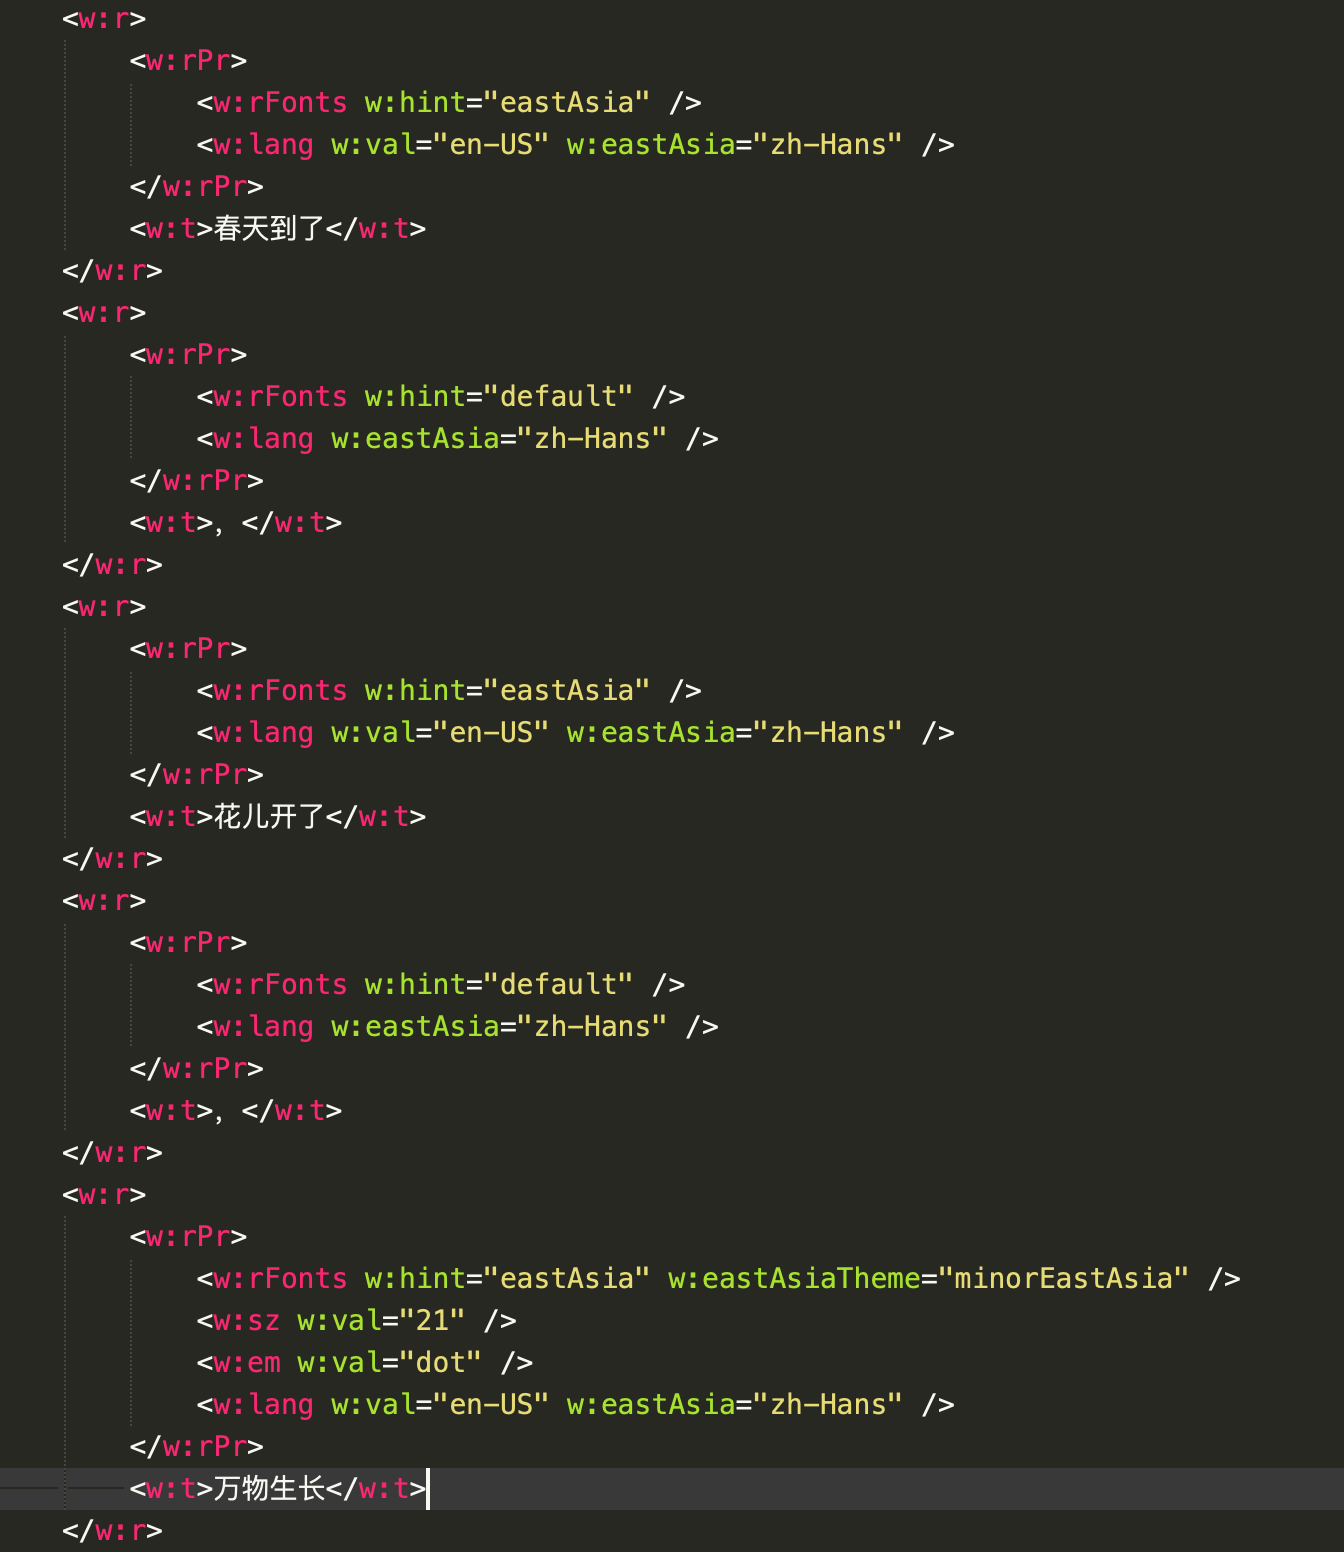 <w:r>
<w:rPr>
<w:rFonts w:hint="eastAsia" />
<w:lang w:val="en-US" w:eastAsia="zh-Hans" />
</w:rPr>
<w:t>春天到了</w:t>
</w:r>
<w:r>
<w:rPr>
<w:rFonts w:hint="default" />
<w:lang w:eastAsia="zh-Hans" />
</w:rPr>
<w:t>，</w:t>
</w:r>
<w:r>
<w:rPr>
<w:rFonts w:hint="eastAsia" />
<w:lang w:val="en-US" w:eastAsia="zh-Hans" />
</w:rPr>
<w:t>花儿开了</w:t>
</w:r>
<w:r>
<w:rPr>
<w:rFonts w:hint="default" />
<w:lang w:eastAsia="zh-Hans" />
</w:rPr>
<w:t>，</w:t>
</w:r>
<w:r>
<w:rPr>
<w:rFonts w:hint="eastAsia" w:eastAsiaTheme="minorEastAsia" />
<w:sz w:val="21" />
<w:em w:val="dot" />
<w:lang w:val="en-US" w:eastAsia="zh-Hans" />
</w:rPr>
<w:t>万物生长</w:t>
</w:r>